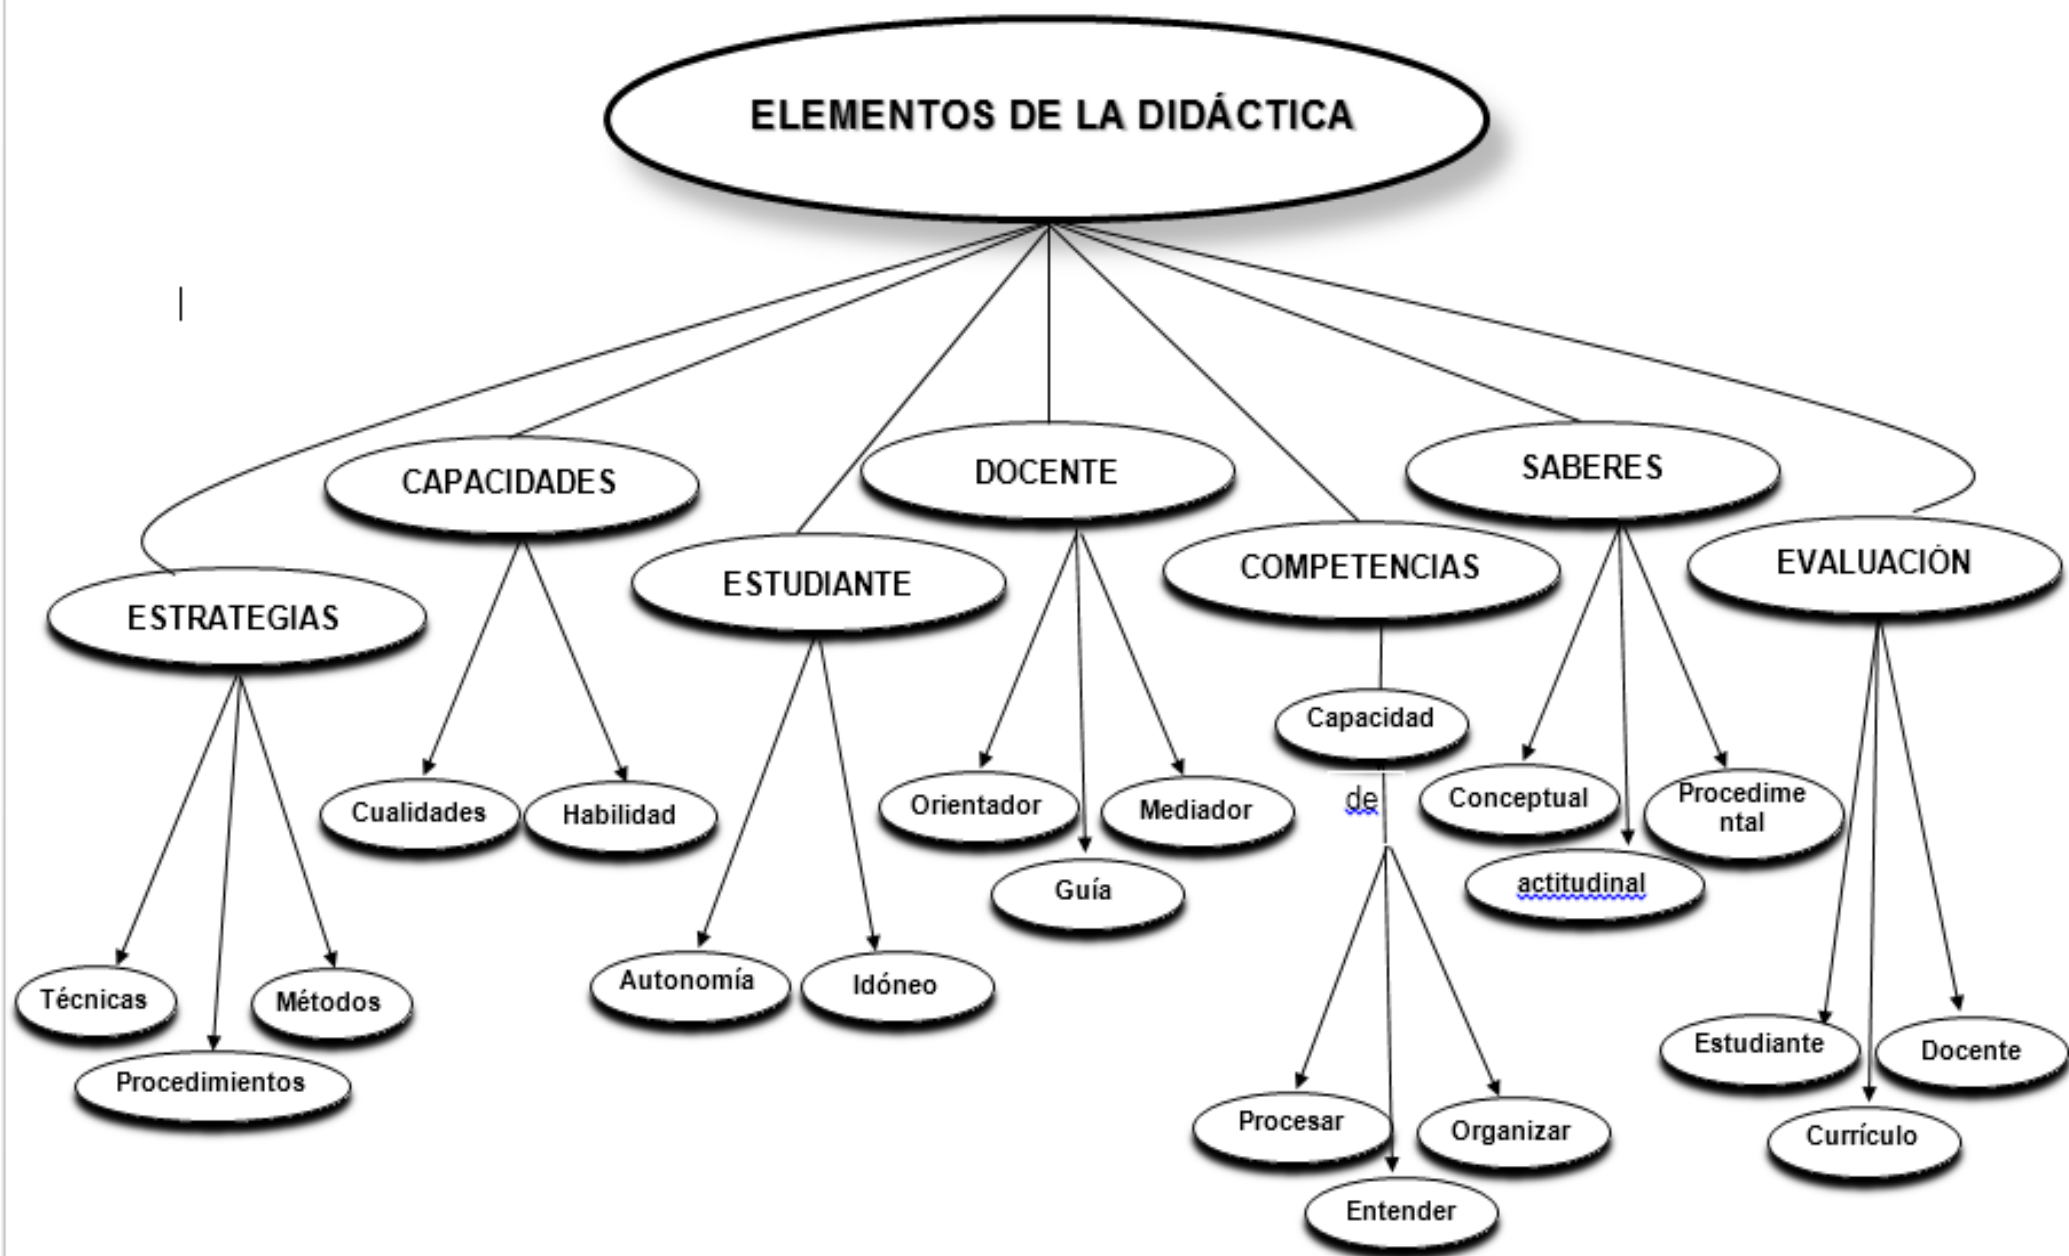 ELEMENTOS DE LA DIDÁCTICA
CAPACIDADES
DOCENTE
SABERES
ESTRATEGIAS
ESTUDIANTE
COMPETENCIAS
EVALUACIÓN
Capacidad
de
Cualidades
Habilidad
Orientador
Mediador
Guía
Conceptual
Procedime
ntal
actitudinal
Técnicas
Métodos
Procedimientos
Autonomía
Idóneo
Procesar
Organizar
Entender
Estudiante
Docente
Currículo